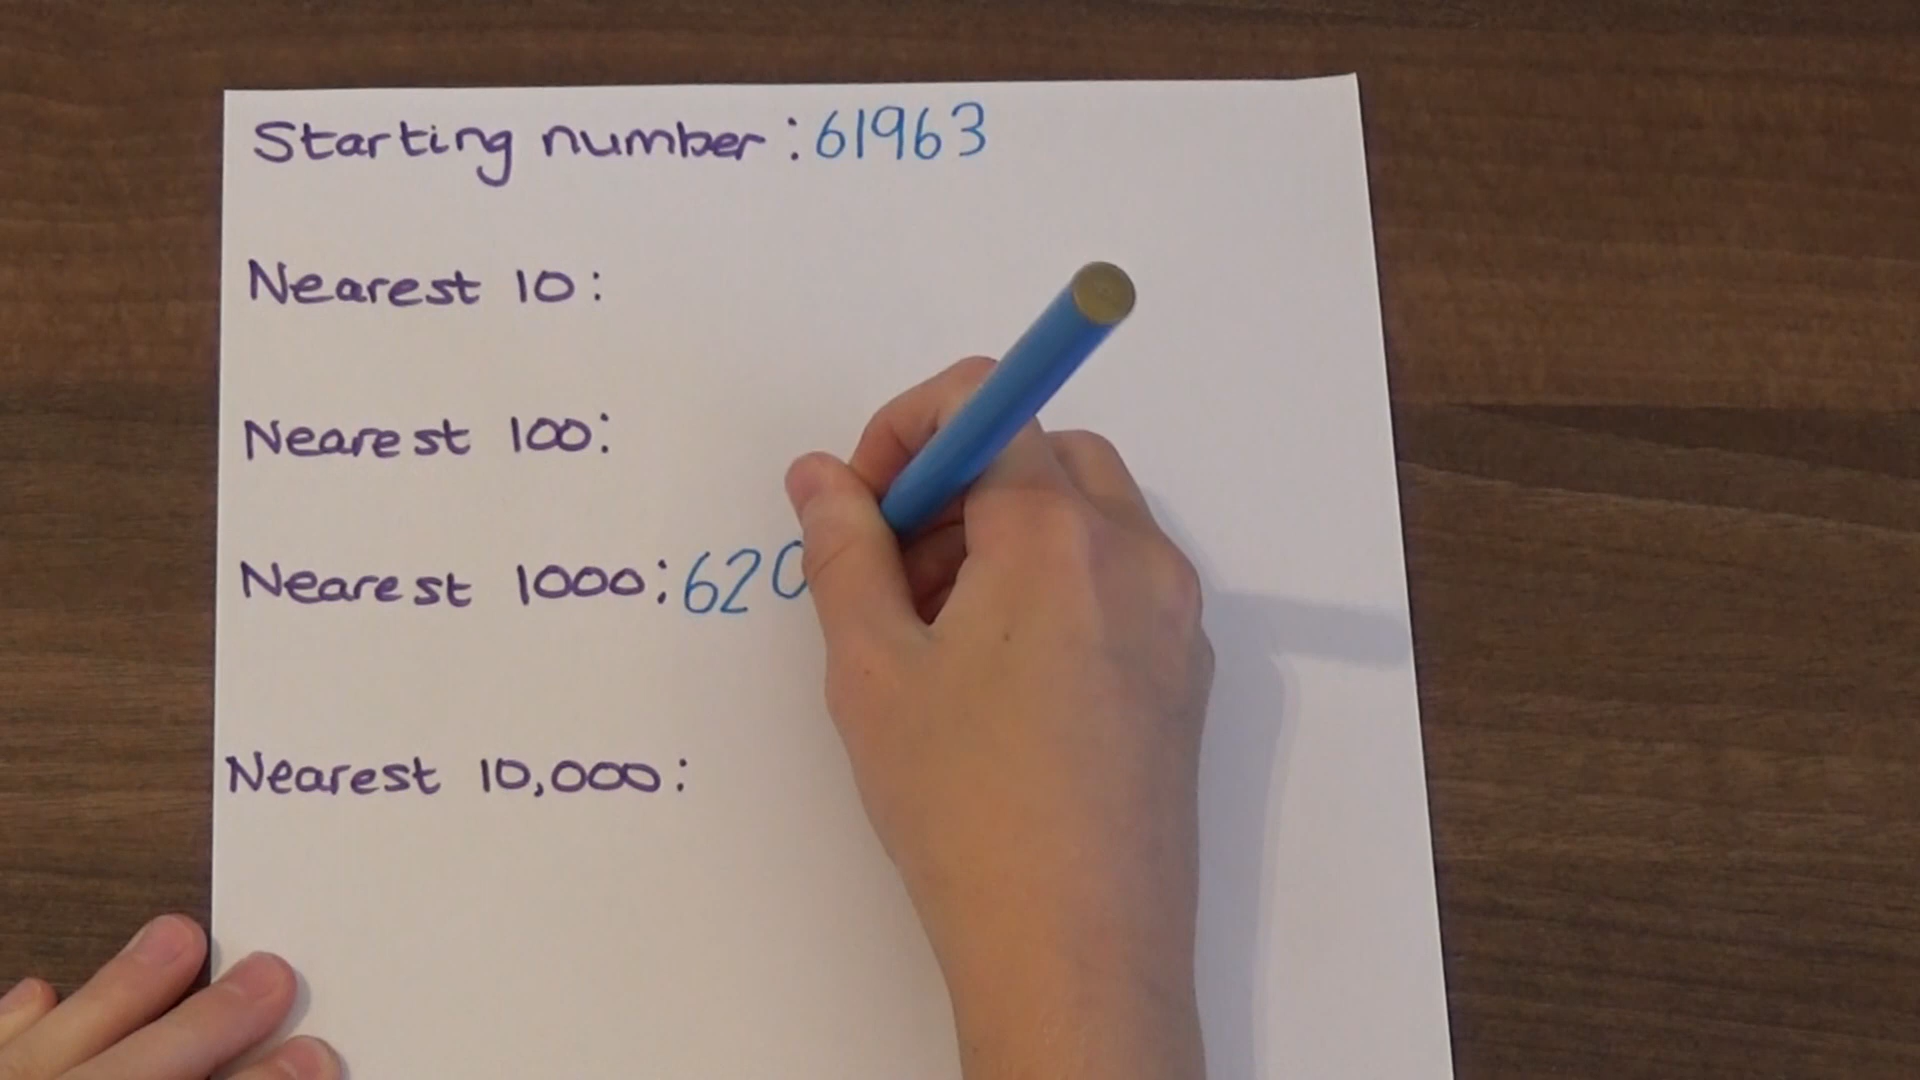 Starting number: 61963
Nearest 10:
Nearest 100:
Nearest 1000: 620
Nearest 10,000: